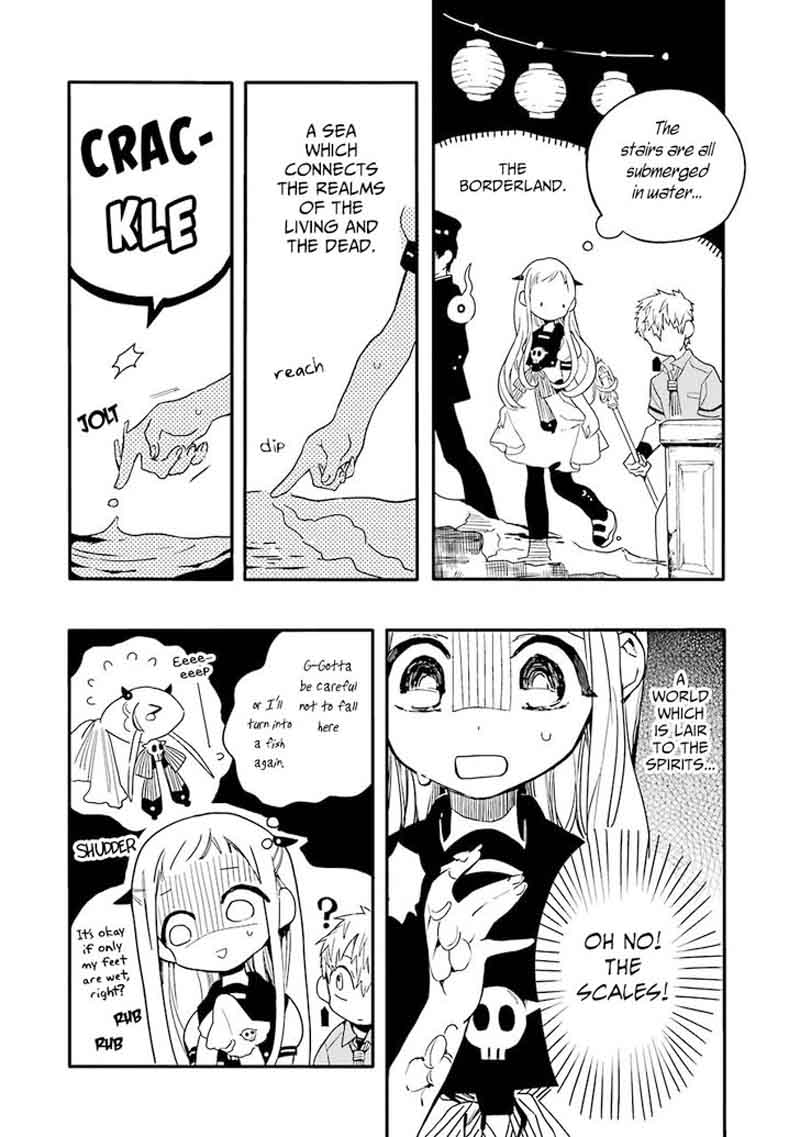 The
stairs are all
submerged
in water...
THE
BORDERLAND.
A SEA
WHICH
CONNECTS
THE REALMS
OF THE
LIVING AND
THE DEAD.
reach
dip
CRAC-
KLE
JOLT
A
WORLD
WHICH
IS LAIR
TO THE
SPIRITS...
OH NO!
THE
SCALES!
G-Gotta
be careful
not to fall
here
or I'll
turn into
a fish
again.
Eeee-
eeep
SHUDDER
It's okay
if only
my feet
are wet,
right?
?
RUB
RUB